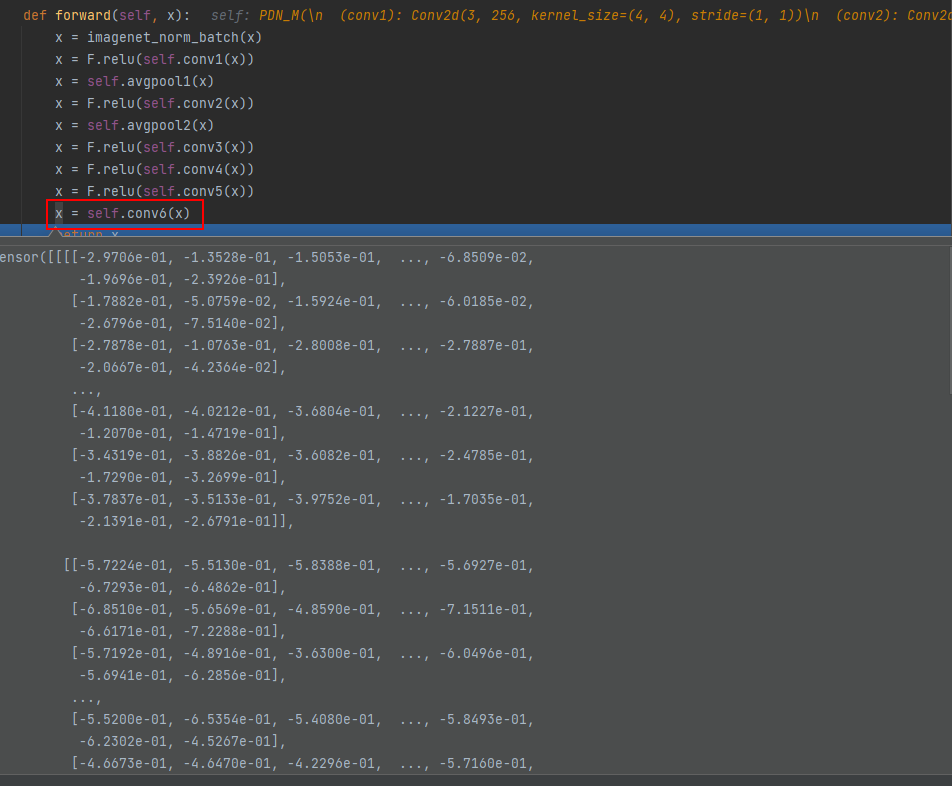 def forward(self, x):   self: PDN_M(\n  (conv1): Conv2d(3, 256, kernel_size=(4, 4), stride=(1, 1))\n  (conv2): Conv2d
x = imagenet_norm_batch(x)
x = F.relu(self.conv1(x))
x = self.avgpool1(x)
x = F.relu(self.conv2(x))
x = self.avgpool2(x)
x = F.relu(self.conv3(x))
x = F.relu(self.conv4(x))
x = F.relu(self.conv5(x))
x = self.conv6(x)
return x
ensor([[[[-2.9706e-01, -1.3528e-01, -1.5053e-01,  ..., -6.8509e-02,
-1.9696e-01, -2.3926e-01],
[-1.7882e-01, -5.0759e-02, -1.5924e-01,  ..., -6.0185e-02,
-2.6796e-01, -7.5140e-02],
[-2.7878e-01, -1.0763e-01, -2.8008e-01,  ..., -2.7887e-01,
-2.0667e-01, -4.2364e-02],
...,
[-4.1180e-01, -4.0212e-01, -3.6804e-01,  ..., -2.1227e-01,
-1.2070e-01, -1.4719e-01],
[-3.4319e-01, -3.8826e-01, -3.6082e-01,  ..., -2.4785e-01,
-1.7290e-01, -3.2699e-01],
[-3.7837e-01, -3.5133e-01, -3.9752e-01,  ..., -1.7035e-01,
-2.1391e-01, -2.6791e-01]],
[[-5.7224e-01, -5.5130e-01, -5.8388e-01,  ..., -5.6927e-01,
-6.7293e-01, -6.4862e-01],
[-6.8510e-01, -5.6569e-01, -4.8590e-01,  ..., -7.1511e-01,
-6.6171e-01, -7.2288e-01],
[-5.7192e-01, -4.8916e-01, -3.6300e-01,  ..., -6.0496e-01,
-5.6941e-01, -6.2856e-01],
...,
[-5.5200e-01, -6.5354e-01, -5.4080e-01,  ..., -5.8493e-01,
-6.2302e-01, -4.5267e-01],
[-4.6673e-01, -4.6470e-01, -4.2296e-01,  ..., -5.7160e-01,